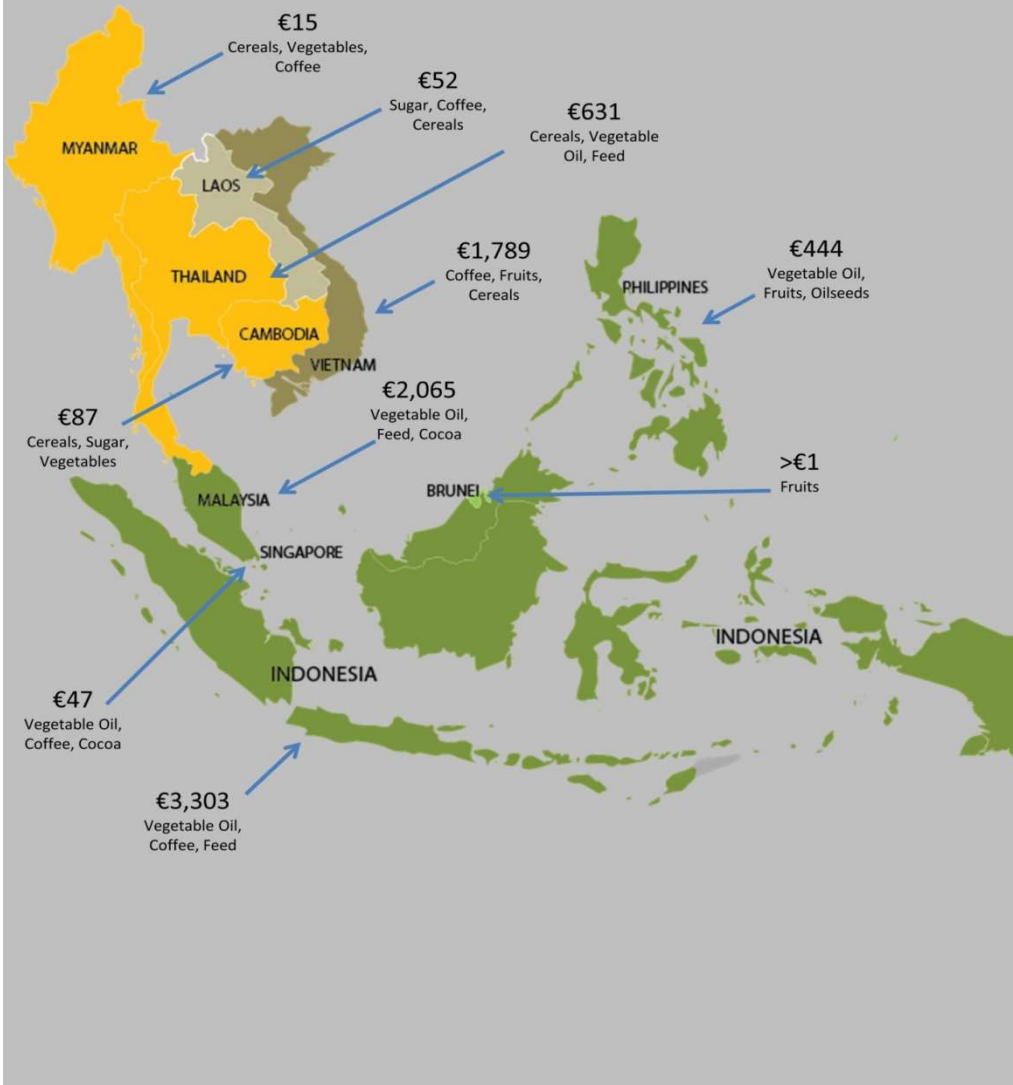 €15
Cereals, Vegetables,
Coffee
€52
Sugar, Coffee,
Cereals
€631
Cereals, Vegetable
Oil, Feed
MYANMAR
LAOS
€1,789
Coffee, Fruits,
Cereals
€444
Vegetable Oil,
Fruits, Oilseeds
THAILAND
PHILIPPINES
CAMBODIA
VIETNAM
€2,065
Vegetable Oil,
Feed, Cocoa
€87
Cereals, Sugar,
Vegetables
>€1
Fruits
BRUNEI
MALAYSIA
SINGAPORE
INDONESIA
INDONESIA
€47
Vegetable Oil,
Coffee, Cocoa
€3,303
Vegetable Oil,
Coffee, Feed